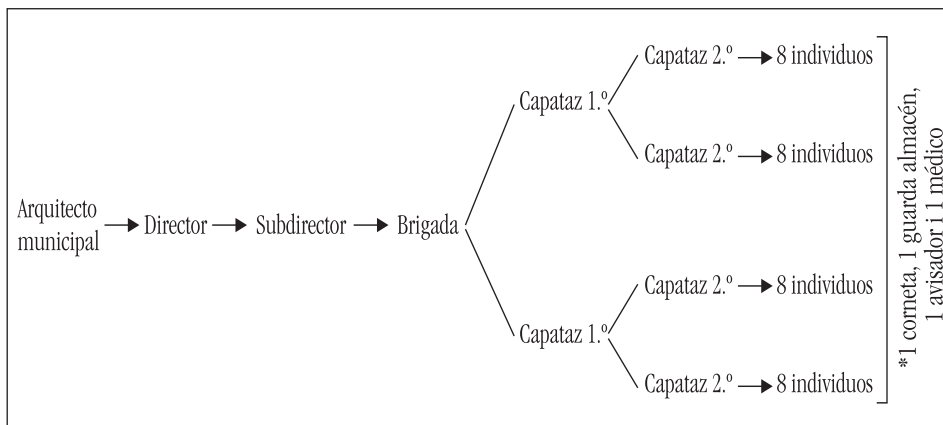 Arquitecto
municipal
Director
Subdirector
Brigada
Capataz 1.º
Capataz 2.º
8 individuos
Capataz 2.º
8 individuos
Capataz 1.º
Capataz 2.º
8 individuos
Capataz 2.º
8 individuos
*1 corneta, 1 guarda almacén,
1 avisador i 1 médico